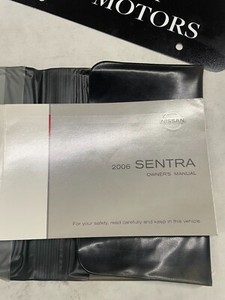 MOTORS
NISSAN
2006 SENTRA
OWNER'S MANUAL
For your safety, read carefully and keep in this vehicle.